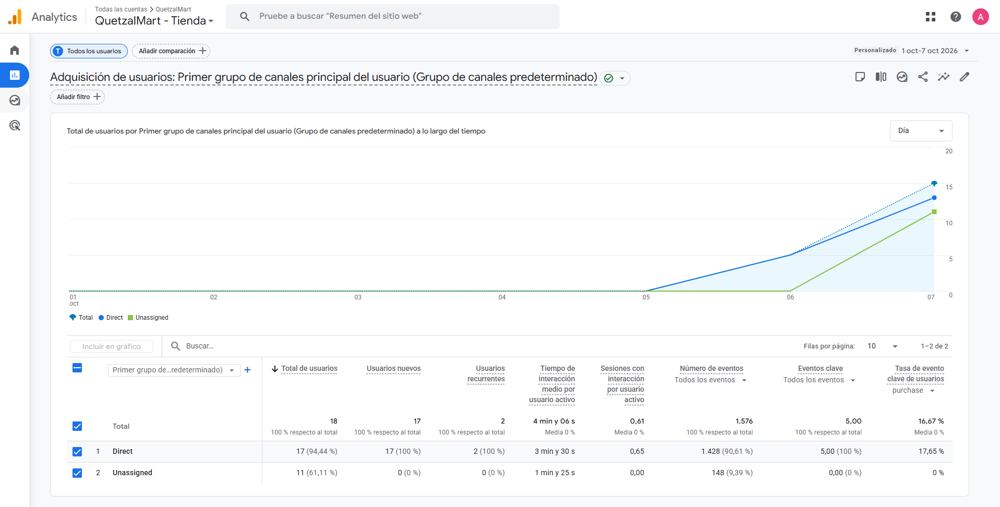 Analytics
Todas las cuentas > QuetzalMart
QuetzalMart - Tienda
Pruebe a buscar "Resumen del sitio web"
A
T Todos los usuarios
Añadir comparación
Personalizado 1 oct-7 oct 2026
Adquisición de usuarios: Primer grupo de canales principal del usuario (Grupo de canales predeterminado)
Añadir filtro
Total de usuarios por Primer grupo de canales principal del usuario (Grupo de canales predeterminado) a lo largo del tiempo
Día
20
15
10
5
0
01 oct
02
03
04
05
06
07
Total Direct Unassigned
Incluir en gráfico
Buscar...
Filas por página: 10 1–2 de 2
Primer grupo de...redeterminado)
Total de usuarios
Usuarios nuevos
Usuarios recurrentes
Tiempo de interacción medio por usuario activo
Sesiones con interacción por usuario activo
Número de eventos
Todos los eventos
Eventos clave
Todos los eventos
Tasa de evento clave de usuarios
purchase
Total 18 17 2 4 min y 06 s 0,61 1.576 5,00 16,67 %
100 % respecto al total 100 % respecto al total 100 % respecto al total Media 0 % Media 0 % 100 % respecto al total 100 % respecto al total Media 0 %
1 Direct 17 (94,44 %) 17 (100 %) 2 (100 %) 3 min y 30 s 0,65 1.428 (90,61 %) 5,00 (100 %) 17,65 %
2 Unassigned 11 (61,11 %) 0 (0 %) 0 (0 %) 1 min y 25 s 0,00 148 (9,39 %) 0,00 (0 %) 0 %